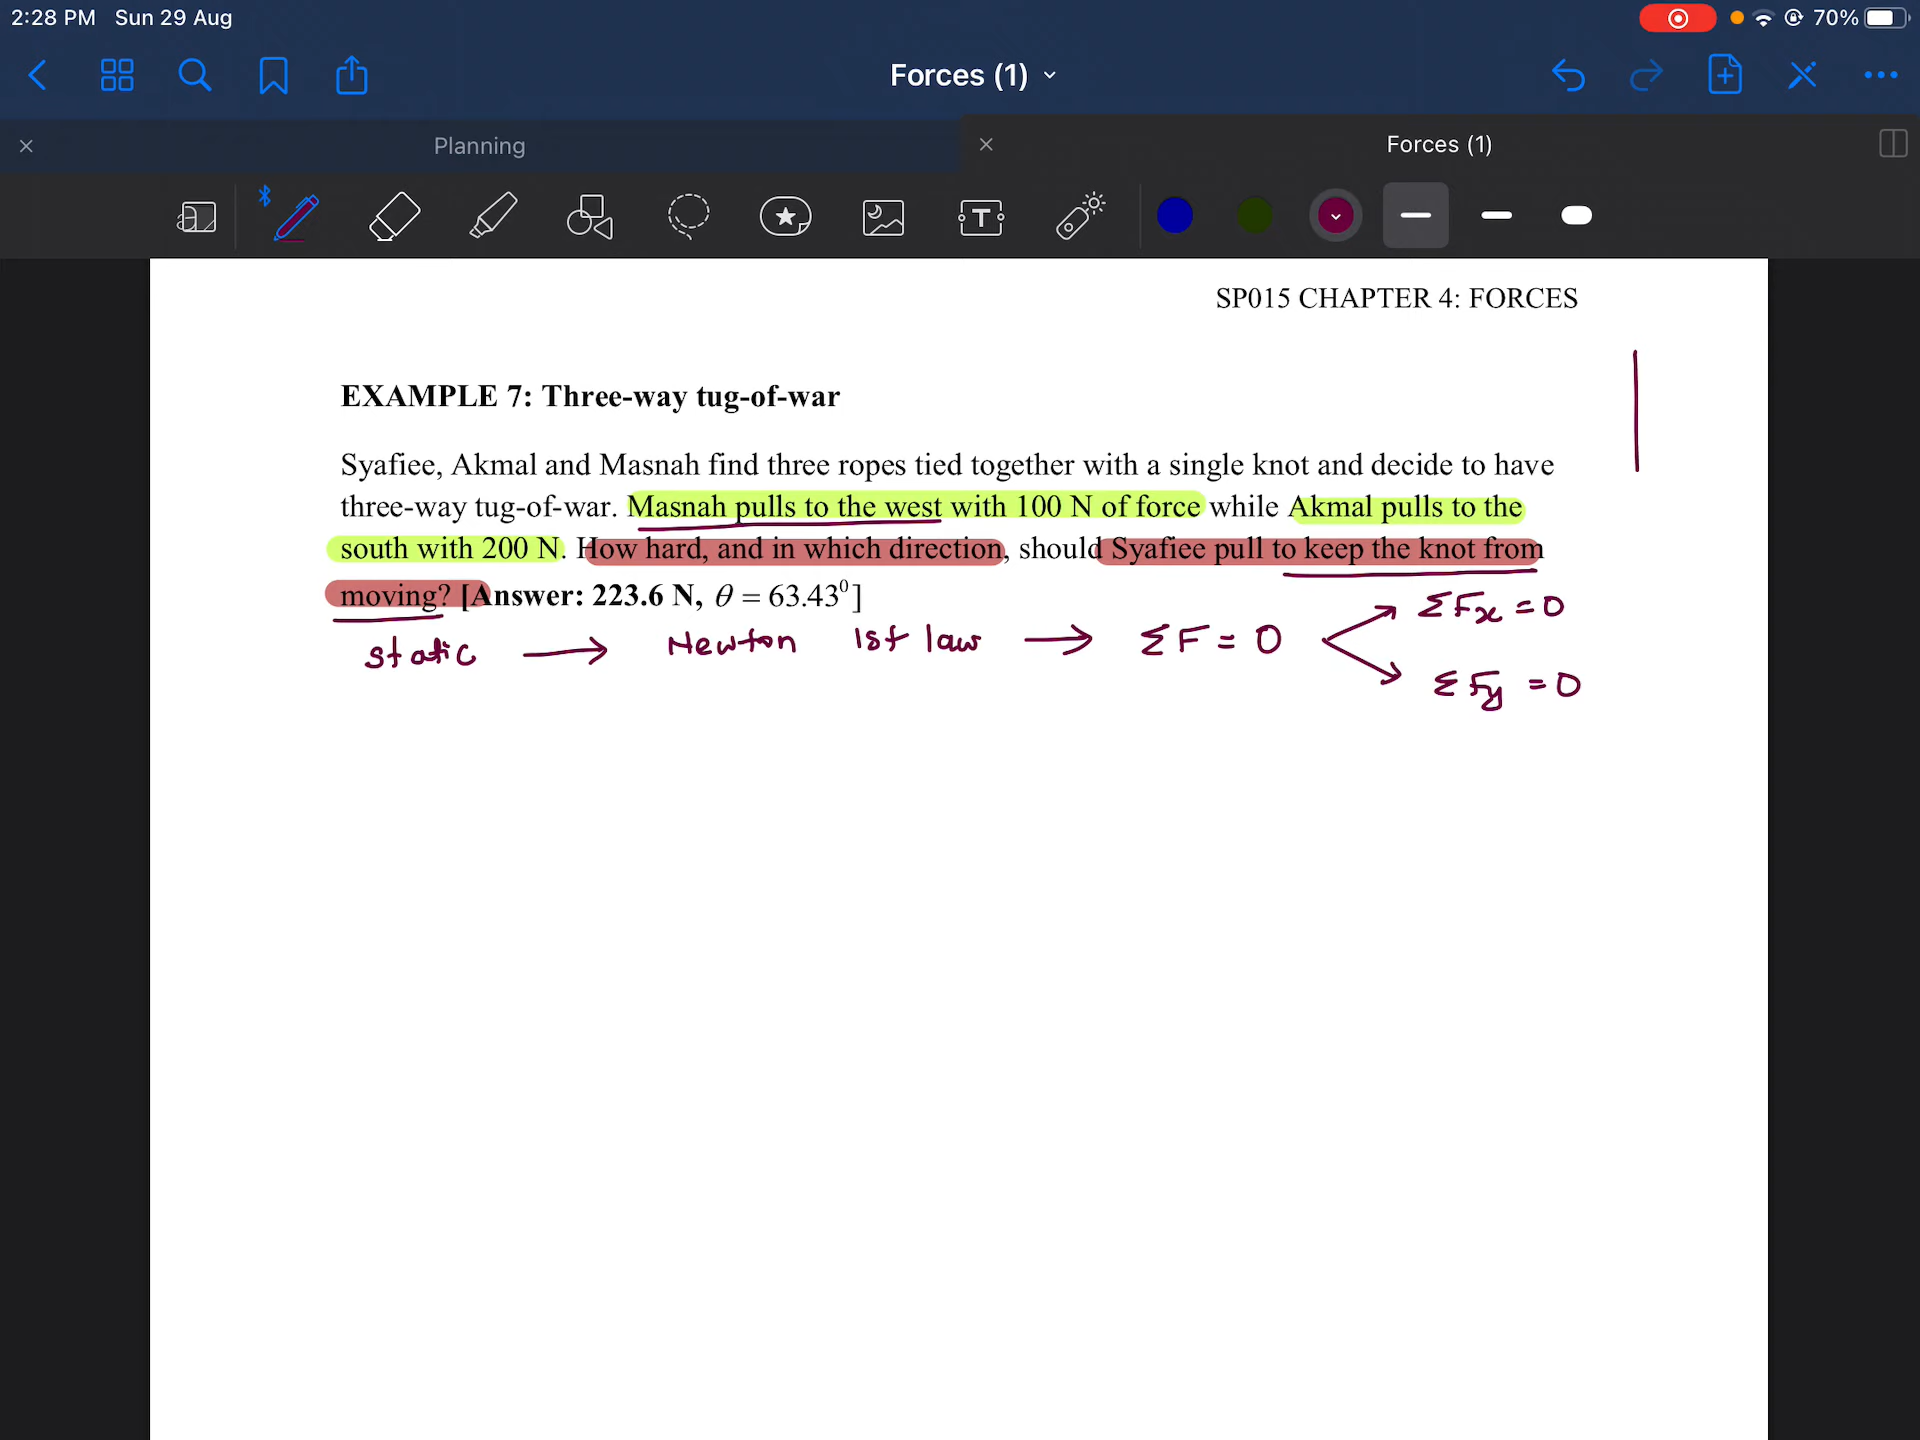 2:28 PM Sun 29 Aug 70%
Forces (1)
Planning Forces (1)
SP015 CHAPTER 4: FORCES
EXAMPLE 7: Three-way tug-of-war
Syafiee, Akmal and Masnah find three ropes tied together with a single knot and decide to have
three-way tug-of-war. Masnah pulls to the west with 100 N of force while Akmal pulls to the
south with 200 N. How hard, and in which direction, should Syafiee pull to keep the knot from
moving? [Answer: 223.6 N, θ = 63.43⁰]
ΣFx = 0
static → Newton 1st law → ΣF = 0
ΣFy = 0